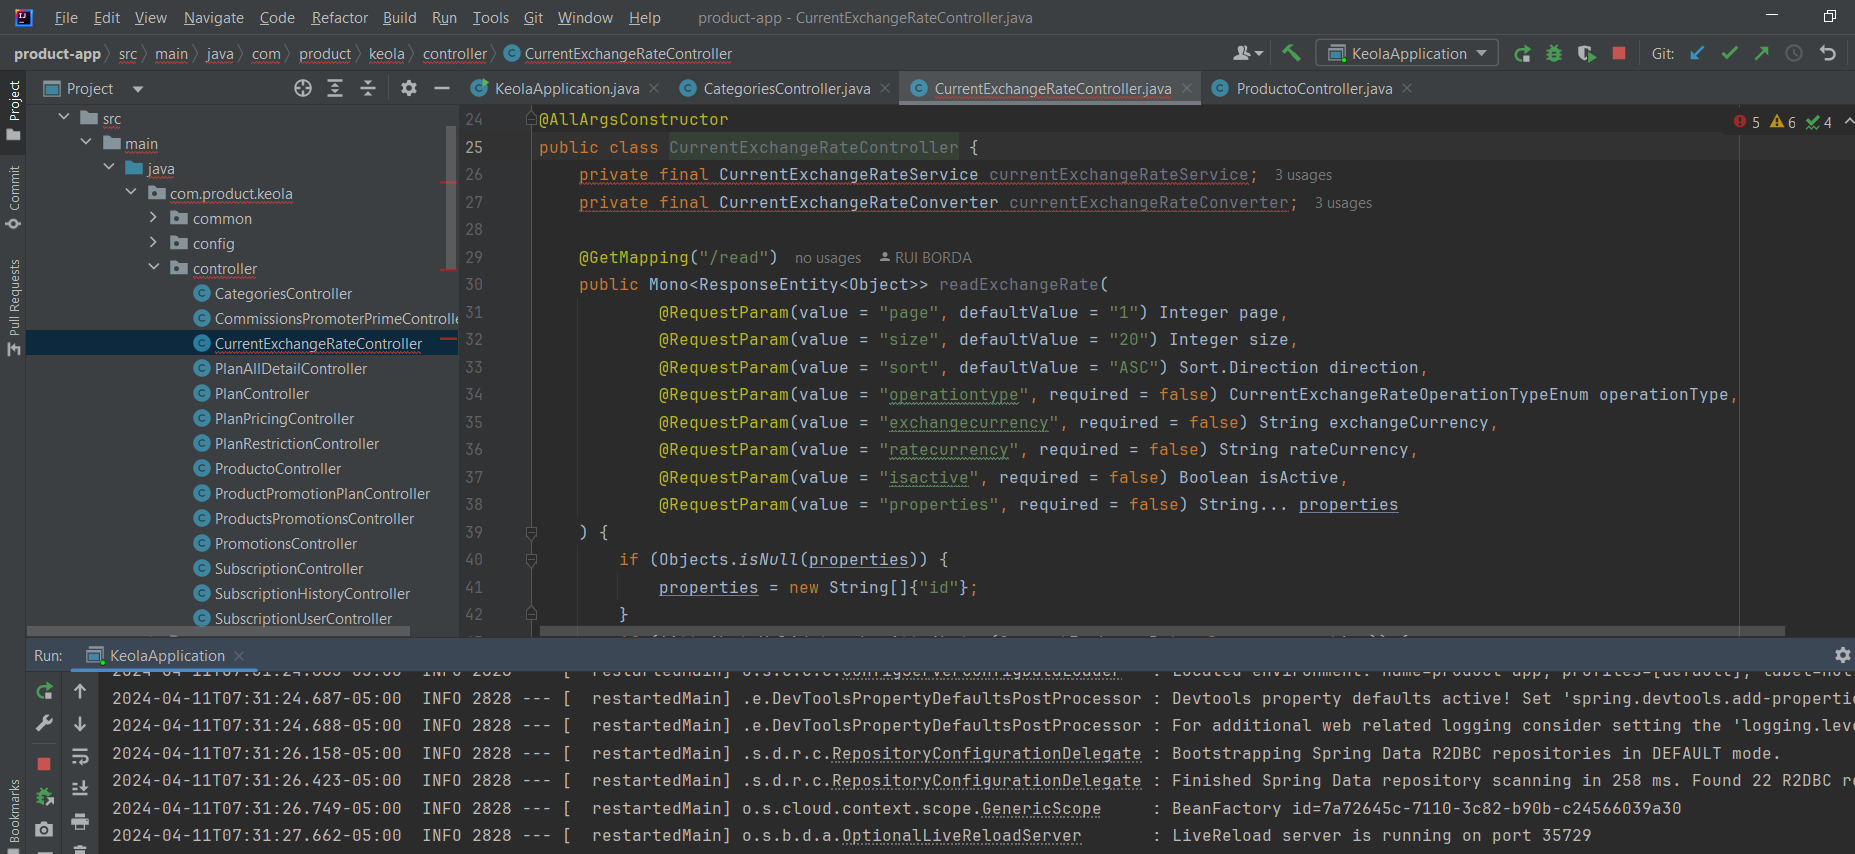 File Edit View Navigate Code Refactor Build Run Tools Git Window Help product-app - CurrentExchangeRateController.java
product-app src main java com product keola controller CurrentExchangeRateController KeolaApplication Git:
Project KeolaApplication.java CategoriesController.java CurrentExchangeRateController.java ProductoController.java
Project
Commit
Pull Requests
Bookmarks
src
main
java
com.product.keola
common
config
controller
CategoriesController
CommissionsPromoterPrimeControlle
CurrentExchangeRateController
PlanAllDetailController
PlanController
PlanPricingController
PlanRestrictionController
ProductoController
ProductPromotionPlanController
ProductsPromotionsController
PromotionsController
SubscriptionController
SubscriptionHistoryController
SubscriptionUserController
5 6 4
24 @AllArgsConstructor
25 public class CurrentExchangeRateController {
26 private final CurrentExchangeRateService currentExchangeRateService; 3 usages
27 private final CurrentExchangeRateConverter currentExchangeRateConverter; 3 usages
28
29 @GetMapping("/read") no usages RUI BORDA
30 public Mono<ResponseEntity<Object>> readExchangeRate(
31 @RequestParam(value = "page", defaultValue = "1") Integer page,
32 @RequestParam(value = "size", defaultValue = "20") Integer size,
33 @RequestParam(value = "sort", defaultValue = "ASC") Sort.Direction direction,
34 @RequestParam(value = "operationtype", required = false) CurrentExchangeRateOperationTypeEnum operationType,
35 @RequestParam(value = "exchangecurrency", required = false) String exchangeCurrency,
36 @RequestParam(value = "ratecurrency", required = false) String rateCurrency,
37 @RequestParam(value = "isactive", required = false) Boolean isActive,
38 @RequestParam(value = "properties", required = false) String... properties
39 ) {
40 if (Objects.isNull(properties)) {
41 properties = new String[]{"id"};
42 }
Run: KeolaApplication
2024-04-11T07:31:24.687-05:00 INFO 2828 --- [ restartedMain] .e.DevToolsPropertyDefaultsPostProcessor : Devtools property defaults active! Set 'spring.devtools.add-propertie
2024-04-11T07:31:24.688-05:00 INFO 2828 --- [ restartedMain] .e.DevToolsPropertyDefaultsPostProcessor : For additional web related logging consider setting the 'logging.leve
2024-04-11T07:31:26.158-05:00 INFO 2828 --- [ restartedMain] .s.d.r.c.RepositoryConfigurationDelegate : Bootstrapping Spring Data R2DBC repositories in DEFAULT mode.
2024-04-11T07:31:26.423-05:00 INFO 2828 --- [ restartedMain] .s.d.r.c.RepositoryConfigurationDelegate : Finished Spring Data repository scanning in 258 ms. Found 22 R2DBC re
2024-04-11T07:31:26.749-05:00 INFO 2828 --- [ restartedMain] o.s.cloud.context.scope.GenericScope : BeanFactory id=7a72645c-7110-3c82-b90b-c24566039a30
2024-04-11T07:31:27.662-05:00 INFO 2828 --- [ restartedMain] o.s.b.d.a.OptionalLiveReloadServer : LiveReload server is running on port 35729